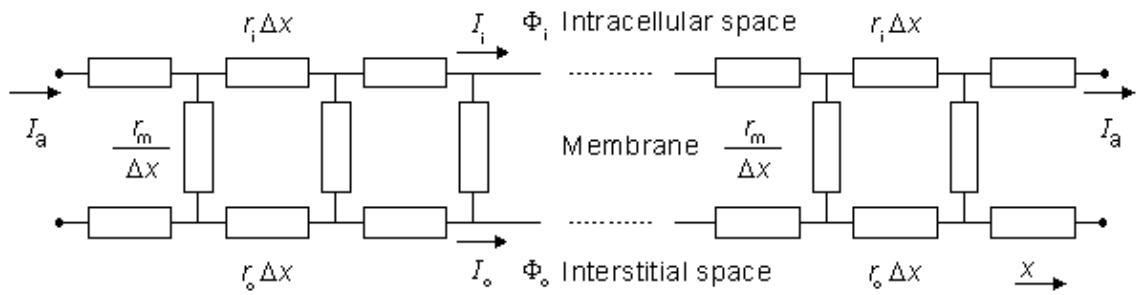 r_i Δx I_i Φ_i Intracellular space r_i Δx
I_a r_m/Δx Membrane r_m/Δx I_a
r_o Δx I_o Φ_o Interstitial space r_o Δx x